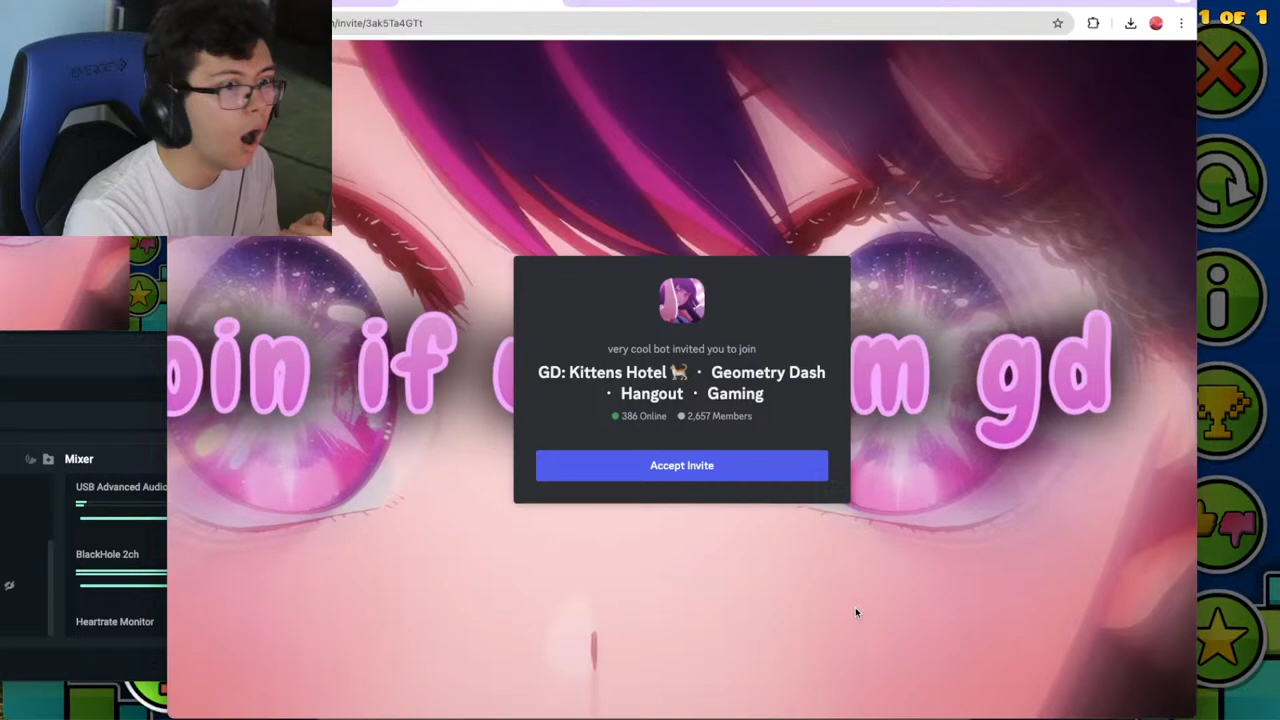 1 OF 1
n/invite/3ak5Ta4GTt
very cool bot invited you to join
GD: Kittens Hotel 🐈 · Geometry Dash
· Hangout · Gaming
386 Online 2,657 Members
Accept Invite
oin if
m gd
Mixer
USB Advanced Audio
BlackHole 2ch
Heartrate Monitor